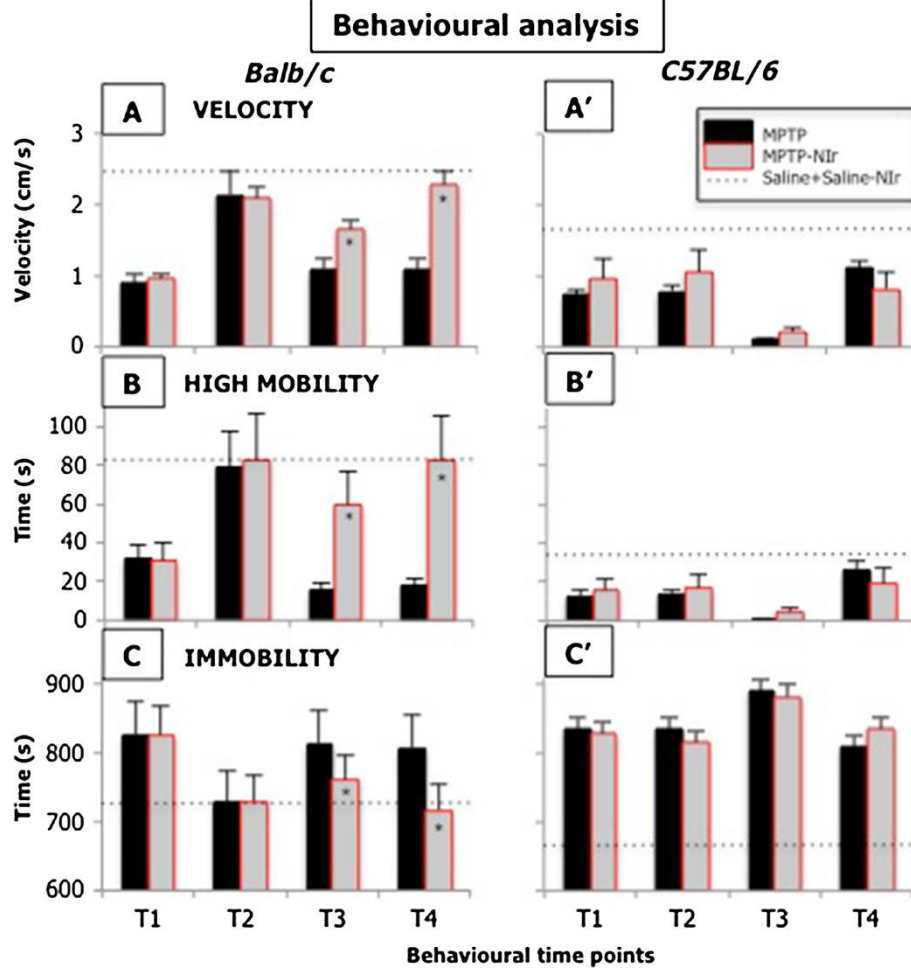 Behavioural analysis
Balb/c
C57BL/6
A VELOCITY
A'
MPTP
MPTP-NIr
Saline+Saline-NIr
Velocity (cm/s)
3
2
1
0
*
*
B HIGH MOBILITY
B'
Time (s)
100
80
60
40
20
0
*
*
C IMMOBILITY
C'
Time (s)
900
800
700
600
*
*
T1 T2 T3 T4
T1 T2 T3 T4
Behavioural time points